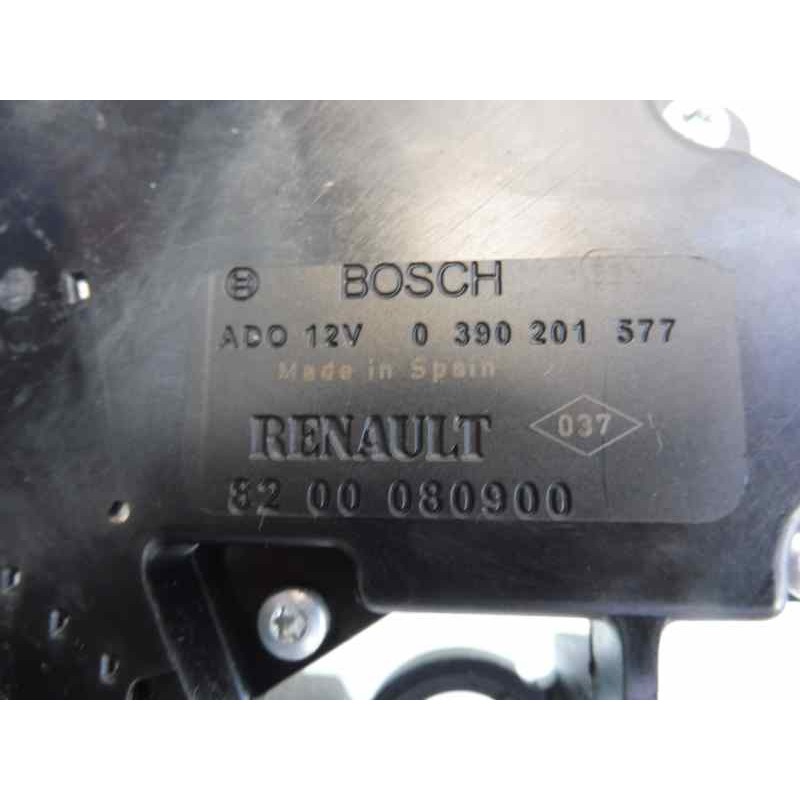 BOSCH
ADO 12V 0 390 201 577
Made in Spain
RENAULT 037
82 00 080900